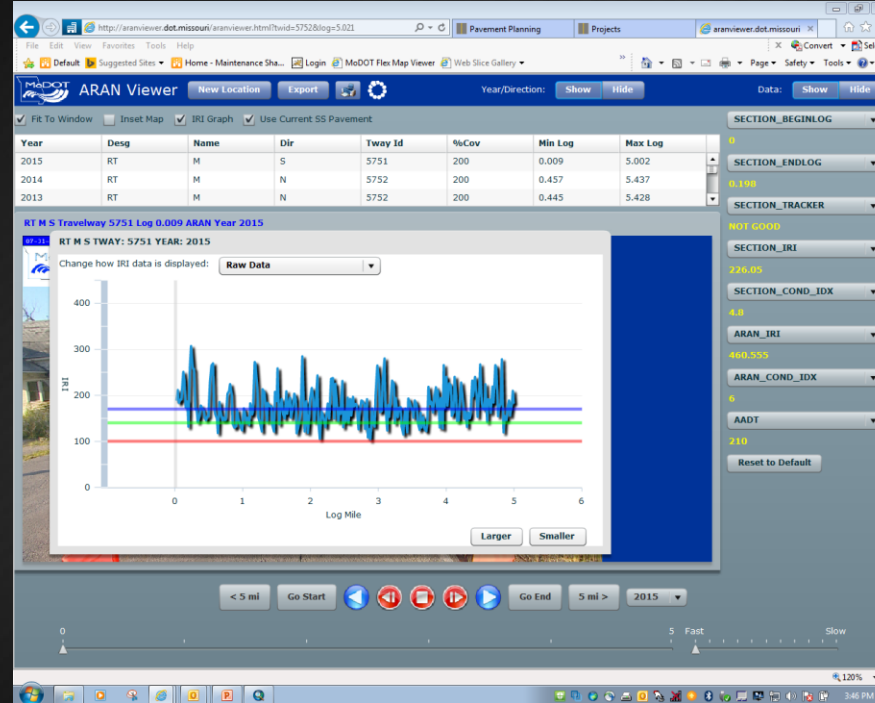 http://aranviewer.dot.missouri/aranviewer.html?twid=5752&log=5.021
Pavement Planning
Projects
aranviewer.dot.missouri
File Edit View Favorites Tools Help
Convert Sel
Default Suggested Sites Home - Maintenance Sha... Login MoDOT Flex Map Viewer Web Slice Gallery
Page Safety Tools
MoDOT ARAN Viewer New Location Export Year/Direction: Show Hide Data: Show Hide
Fit To Window Inset Map IRI Graph Use Current SS Pavement
Year Desg Name Dir Tway Id %Cov Min Log Max Log
2015 RT M S 5751 200 0.009 5.002
2014 RT M N 5752 200 0.457 5.437
2013 RT M N 5752 200 0.445 5.428
RT M S Travelway 5751 Log 0.009 ARAN Year 2015
RT M S TWAY: 5751 YEAR: 2015
Change how IRI data is displayed: Raw Data
400
300
200
100
0
IRI
0 1 2 3 4 5 6
Log Mile
Larger Smaller
SECTION_BEGINLOG
0
SECTION_ENDLOG
0.198
SECTION_TRACKER
NOT GOOD
SECTION_IRI
226.05
SECTION_COND_IDX
4.8
ARAN_IRI
460.555
ARAN_COND_IDX
6
AADT
210
Reset to Default
< 5 mi Go Start Go End 5 mi > 2015
0 5 Fast Slow
120%
3:46 PM